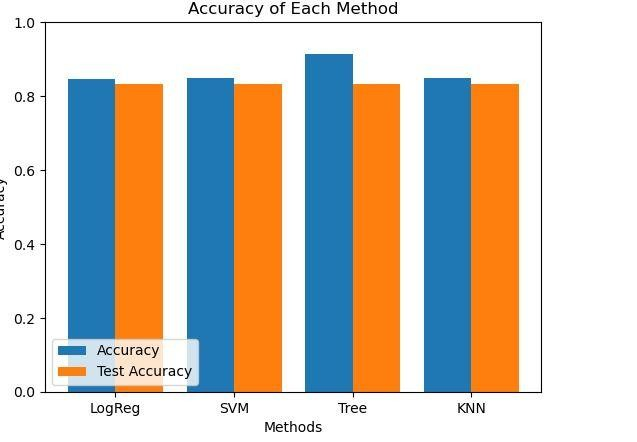 Accuracy of Each Method
1.0
0.8
0.6
0.4
0.2
0.0
Accuracy
Accuracy
Test Accuracy
LogReg SVM Tree KNN
Methods